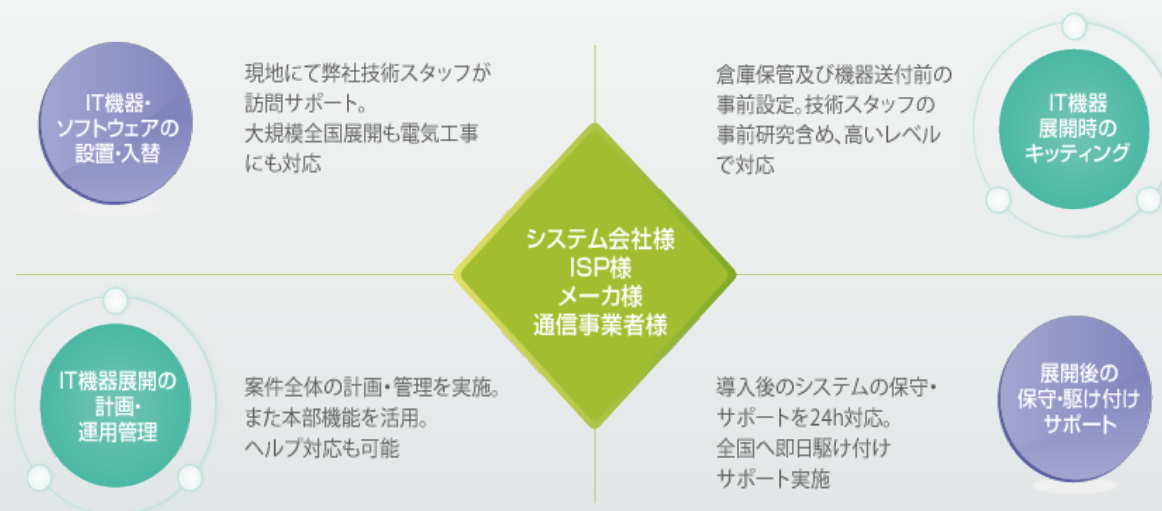 IT機器・
ソフトウェアの
設置・入替
現地にて弊社技術スタッフが
訪問サポート。
大規模全国展開も電気工事
にも対応
倉庫保管及び機器送付前の
事前設定。技術スタッフの
事前研究含め、高いレベル
で対応
IT機器
展開時の
キッティング
システム会社様
ISP様
メーカ様
通信事業者様
IT機器展開の
計画・
運用管理
案件全体の計画・管理を実施。
また本部機能を活用。
ヘルプ対応も可能
導入後のシステムの保守・
サポートを24h対応。
全国へ即日駆け付け
サポート実施
展開後の
保守・駆け付け
サポート